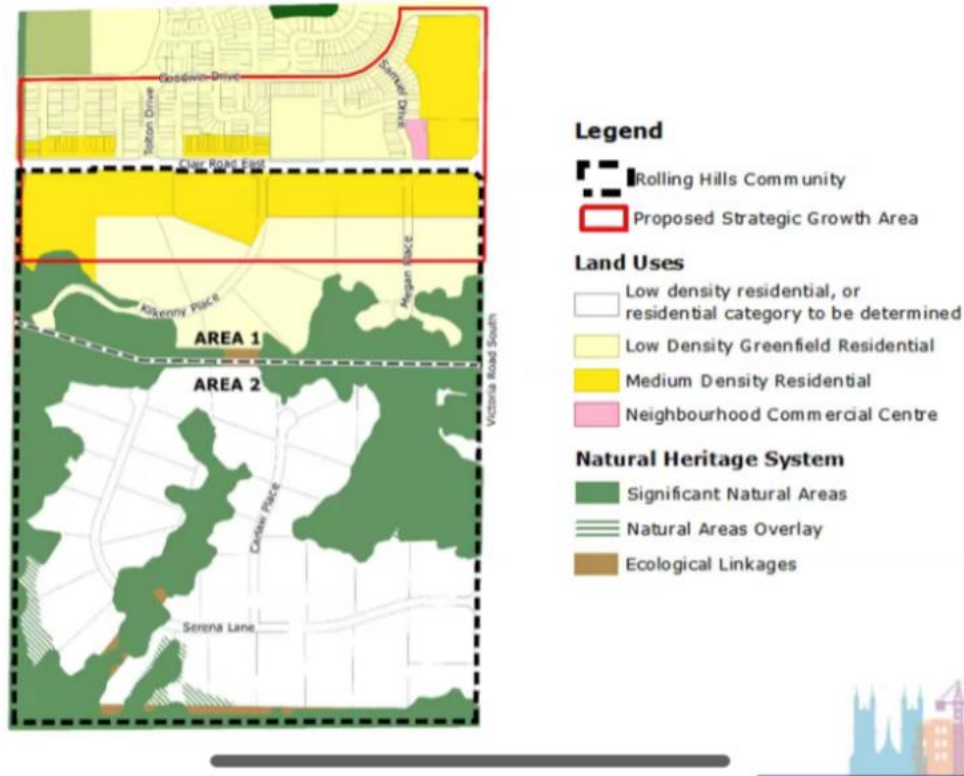 Goodwin Drive
Samuel Drive
Tolton Drive
Clair Road East
Megan Place
Kilkenny Place
AREA 1
AREA 2
Victoria Road South
Carlaw Place
Serena Lane
Legend
Rolling Hills Community
Proposed Strategic Growth Area
Land Uses
Low density residential, or
residential category to be determined
Low Density Greenfield Residential
Medium Density Residential
Neighbourhood Commercial Centre
Natural Heritage System
Significant Natural Areas
Natural Areas Overlay
Ecological Linkages